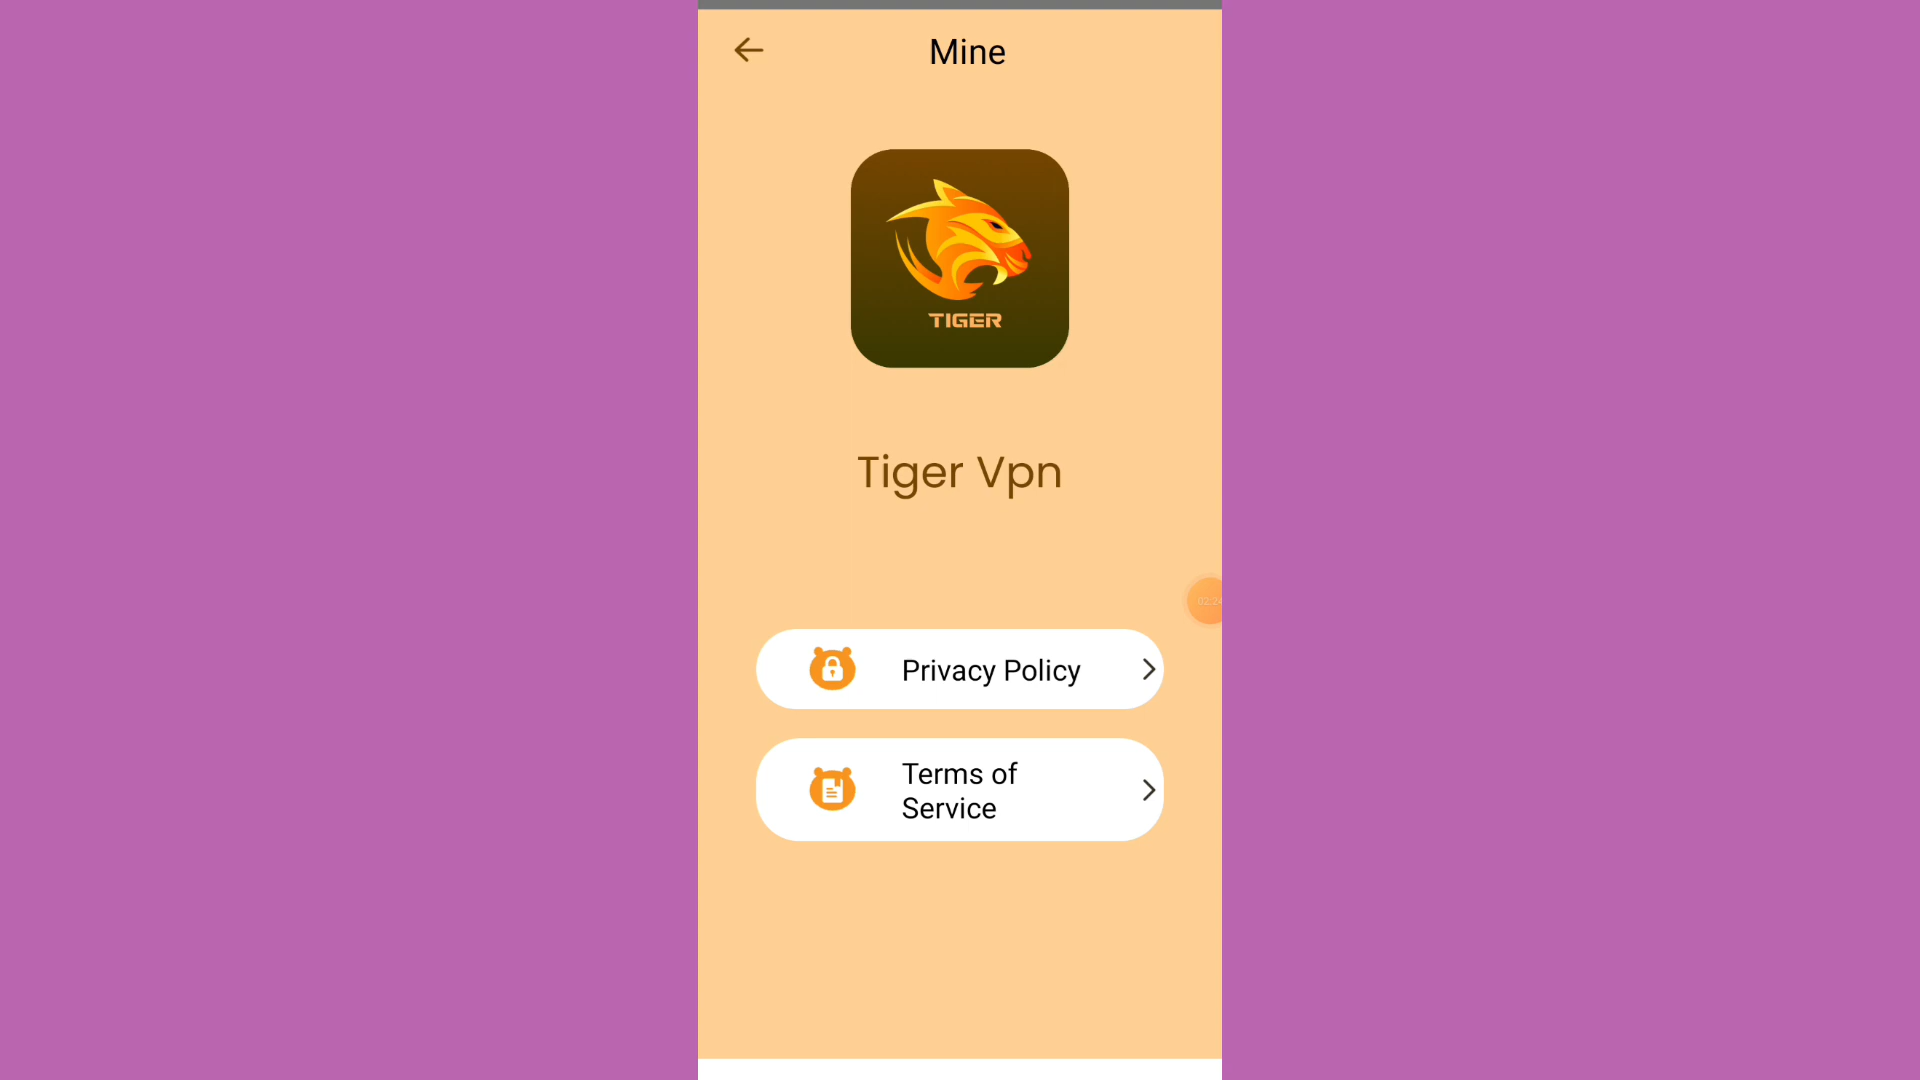 Mine
TIGER
Tiger Vpn
Privacy Policy
Terms of
Service